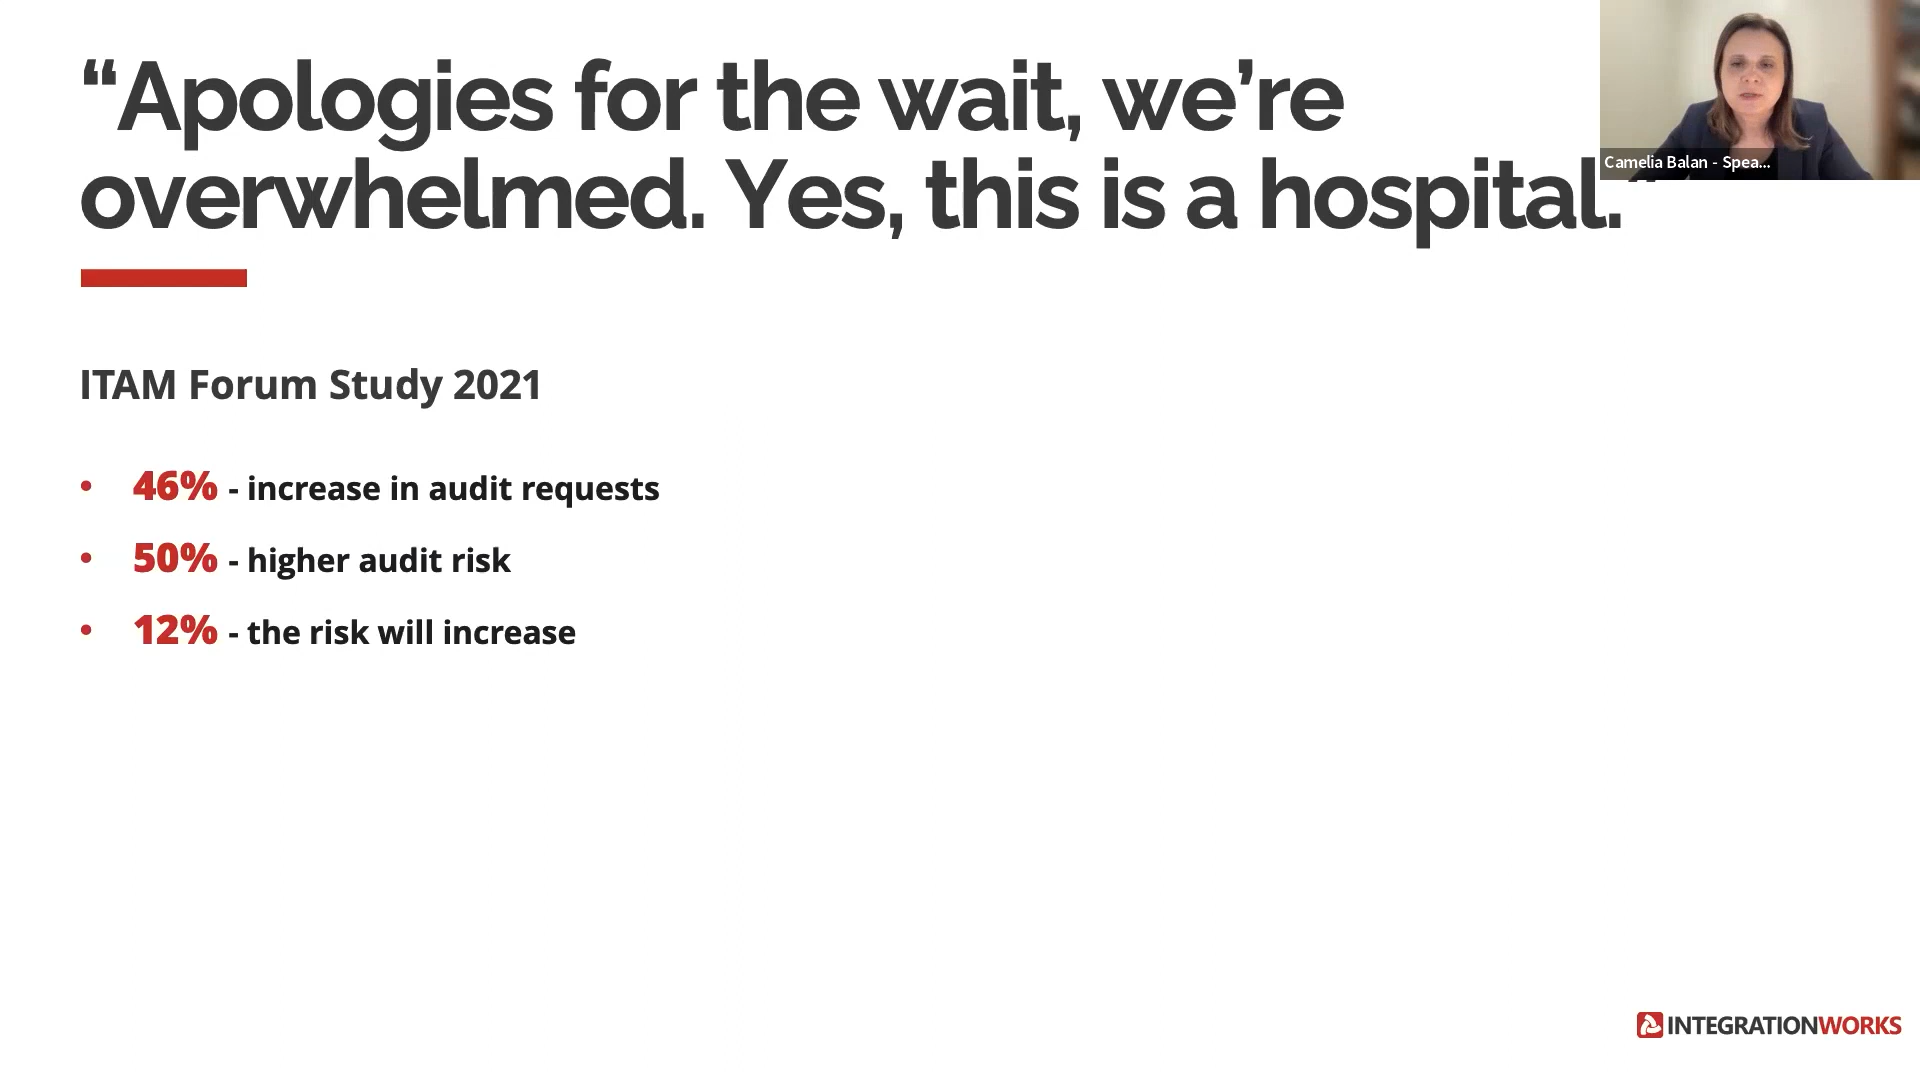 “Apologies for the wait, we’re
overwhelmed. Yes, this is a hospital.“
Camelia Balan - Spea...
ITAM Forum Study 2021
• 46% - increase in audit requests
• 50% - higher audit risk
• 12% - the risk will increase
INTEGRATIONWORKS